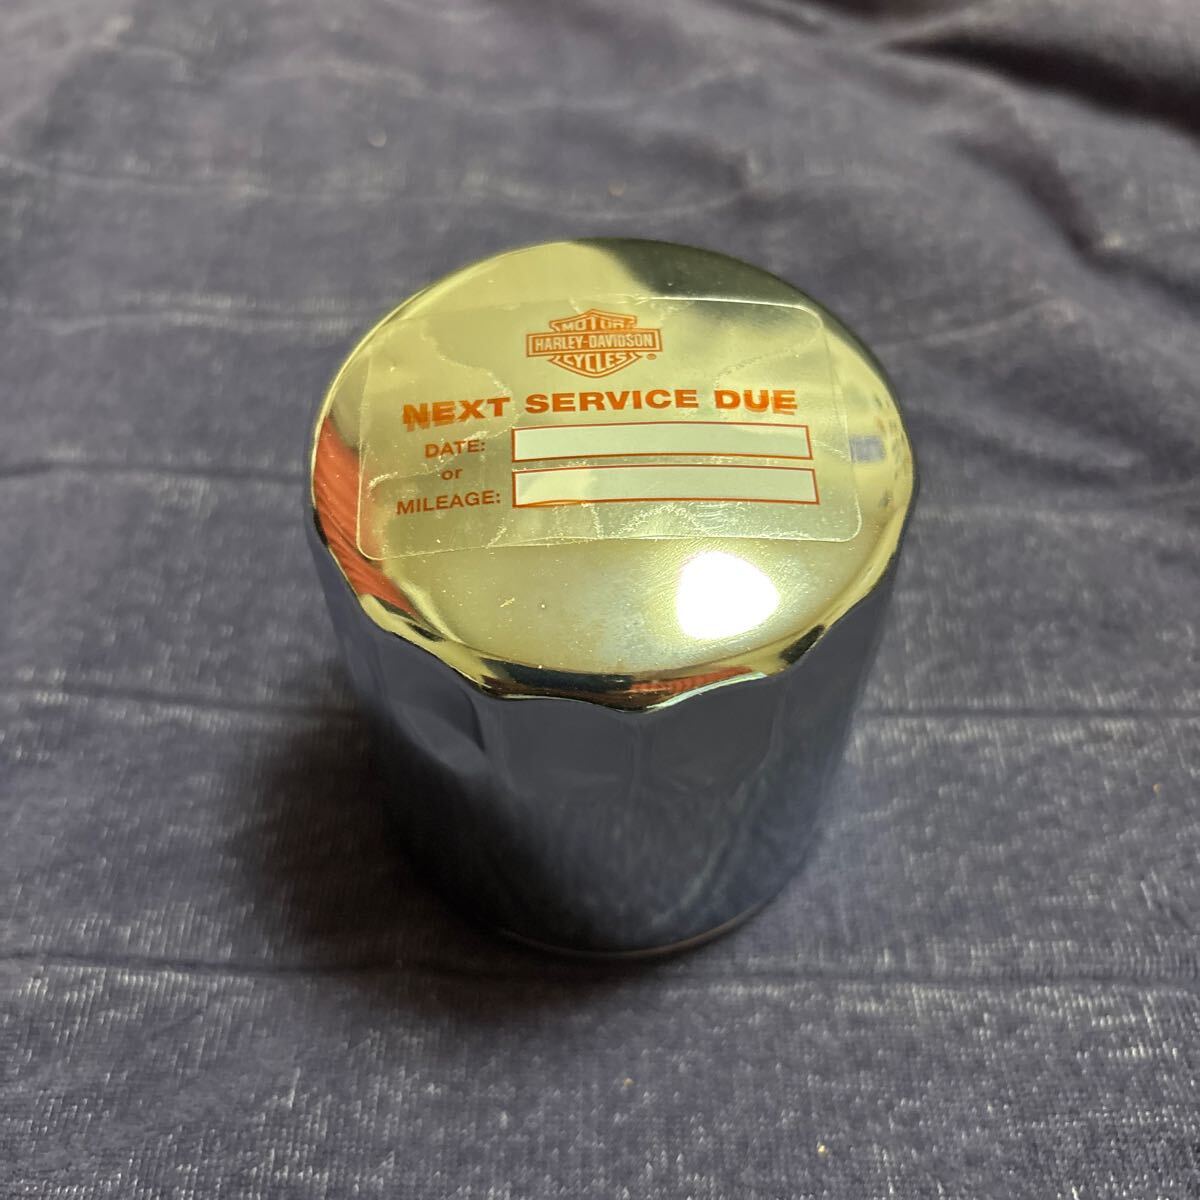 MOTOR
HARLEY-DAVIDSON
CYCLES®
NEXT SERVICE DUE
DATE:
or
MILEAGE: